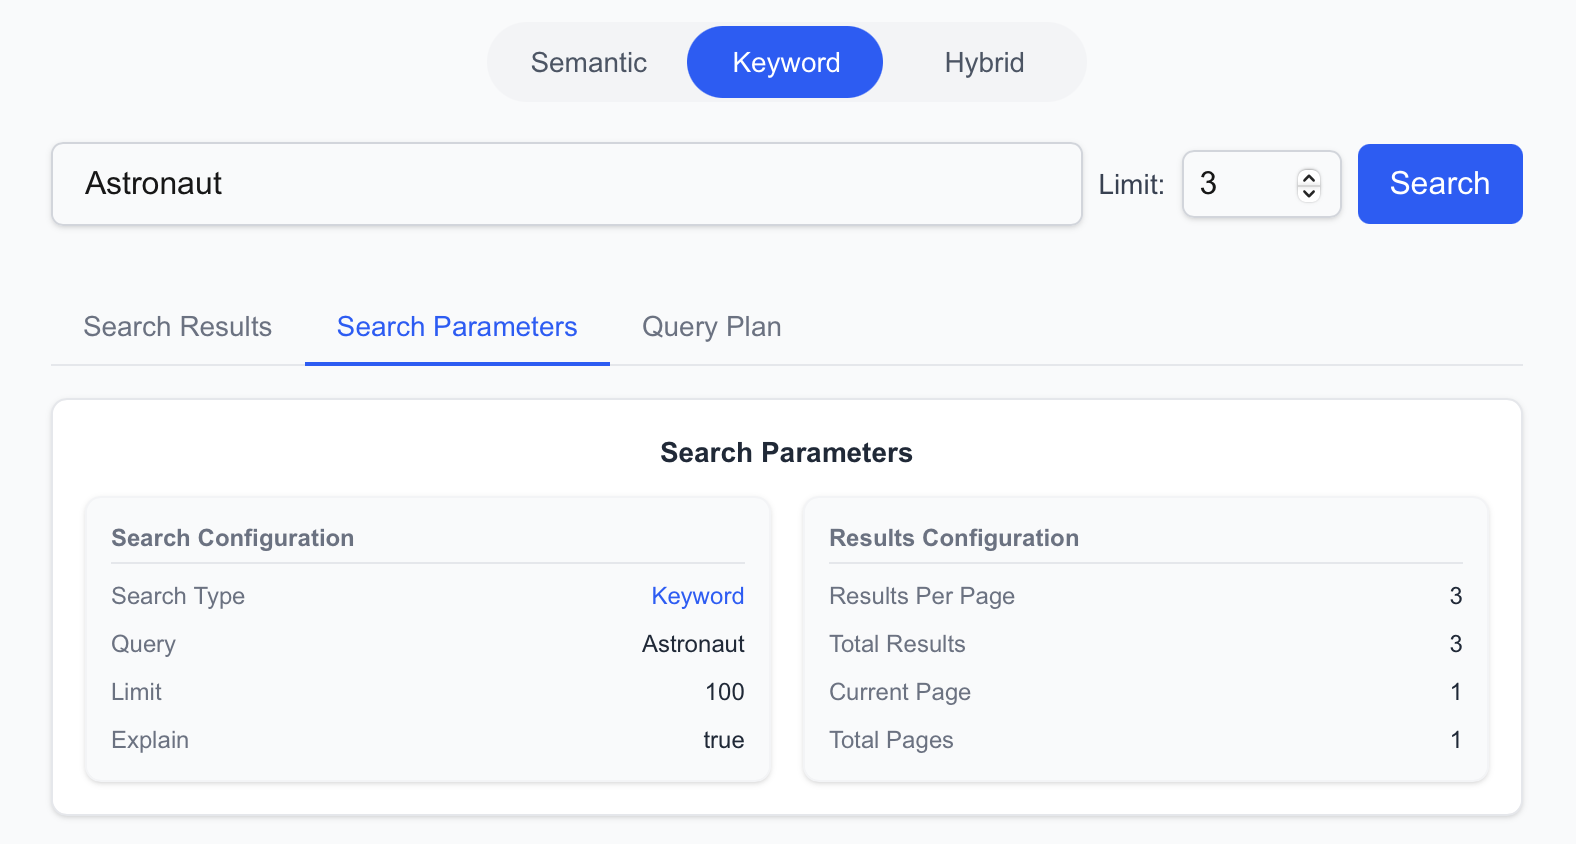 Semantic Keyword Hybrid
Astronaut Limit: 3 Search
Search Results Search Parameters Query Plan
Search Parameters
Search Configuration
Search Type Keyword
Query Astronaut
Limit 100
Explain true
Results Configuration
Results Per Page 3
Total Results 3
Current Page 1
Total Pages 1